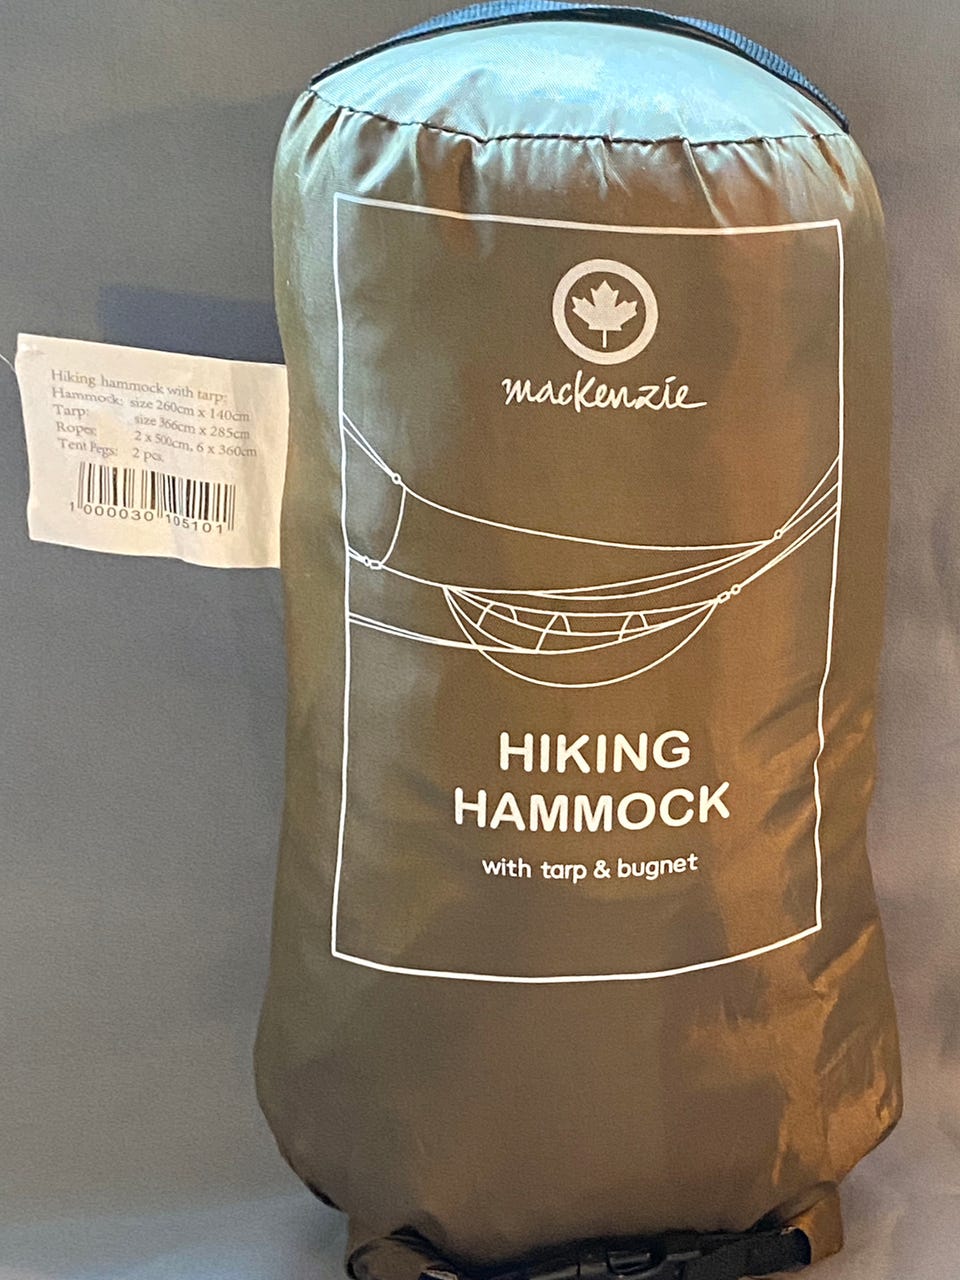 mackenzie
HIKING
HAMMOCK
with tarp & bugnet
Hiking hammock with tarp:
Hammock: size 260cm x 140cm
Tarp: size 366cm x 285cm
Ropes: 2 x 500cm, 6 x 360cm
Tent Pegs: 2 pcs.
1 000030 105101